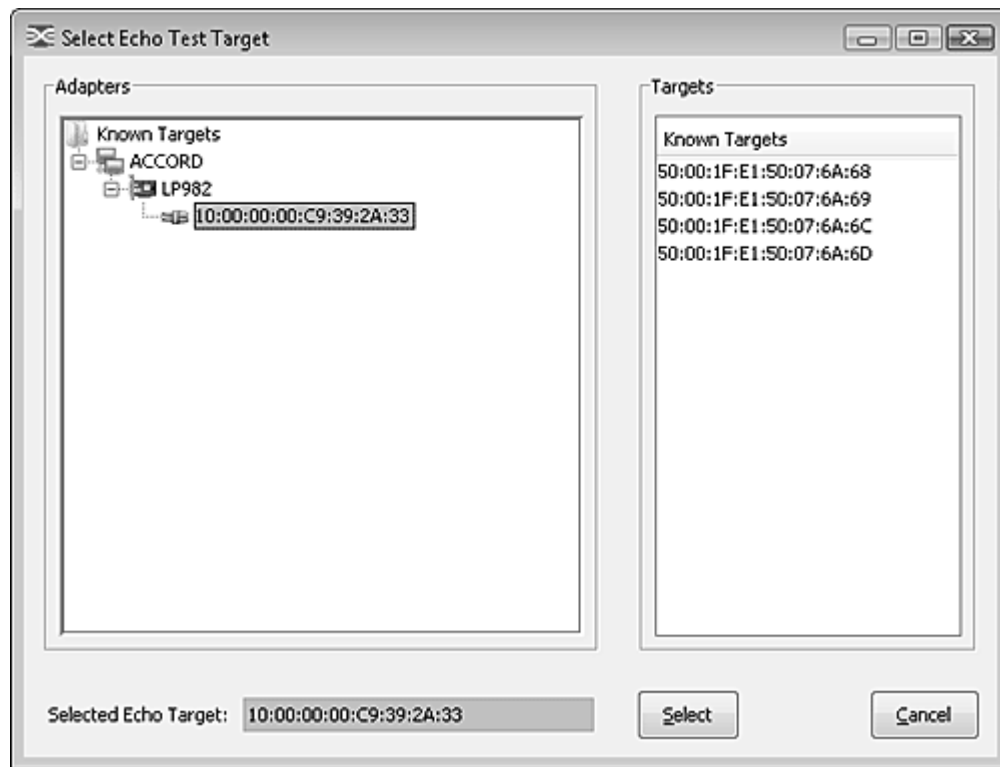 Select Echo Test Target
Adapters
Known Targets
ACCORD
LP982
10:00:00:00:C9:39:2A:33
Targets
Known Targets
50:00:1F:E1:50:07:6A:68
50:00:1F:E1:50:07:6A:69
50:00:1F:E1:50:07:6A:6C
50:00:1F:E1:50:07:6A:6D
Selected Echo Target: 10:00:00:00:C9:39:2A:33 Select Cancel